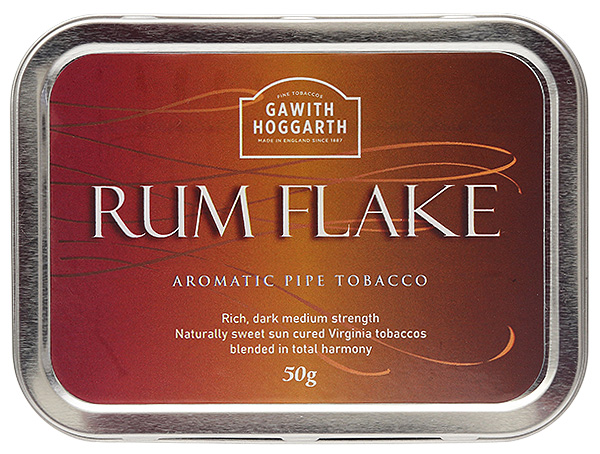 FINE TOBACCOS
GAWITH
HOGGARTH
MADE IN ENGLAND SINCE 1887
RUM FLAKE
AROMATIC PIPE TOBACCO
Rich, dark medium strength
Naturally sweet sun cured Virginia tobaccos
blended in total harmony
50g